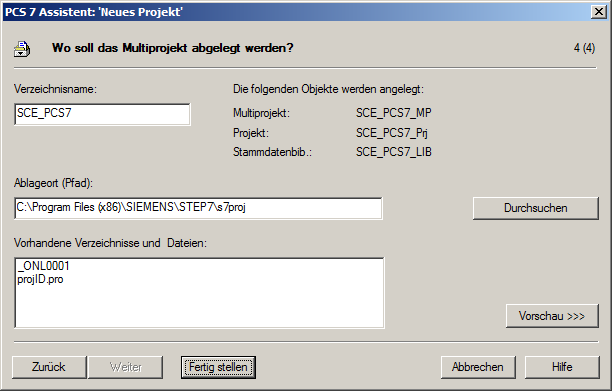 PCS 7 Assistent: 'Neues Projekt'
Wo soll das Multiprojekt abgelegt werden?
4 (4)
Verzeichnisname:
SCE_PCS7
Die folgenden Objekte werden angelegt:
Multiprojekt: SCE_PCS7_MP
Projekt: SCE_PCS7_Prj
Stammdatenbib.: SCE_PCS7_LIB
Ablageort (Pfad):
C:\Program Files (x86)\SIEMENS\STEP7\s7proj
Durchsuchen
Vorhandene Verzeichnisse und Dateien:
_ONL0001
projID.pro
Vorschau >>>
Zurück
Weiter
Fertig stellen
Abbrechen
Hilfe